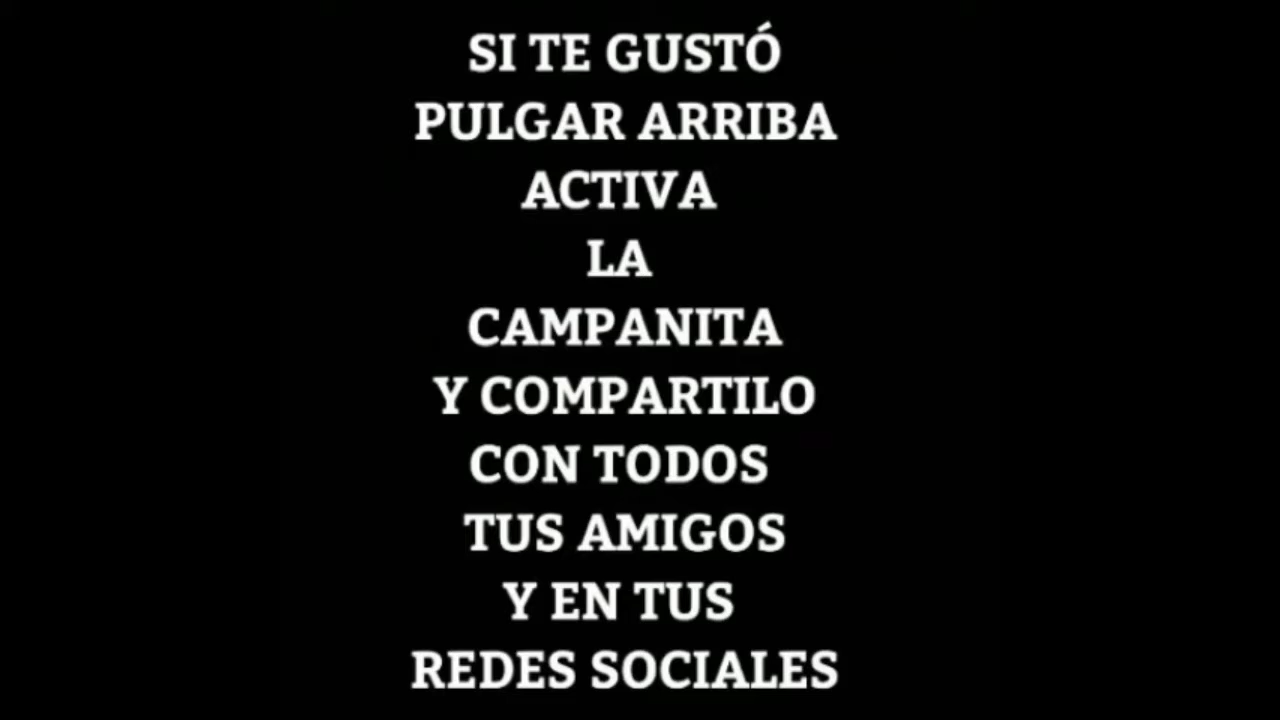 SI TE GUSTÓ
PULGAR ARRIBA
ACTIVA
LA
CAMPANITA
Y COMPARTILO
CON TODOS
TUS AMIGOS
Y EN TUS
REDES SOCIALES